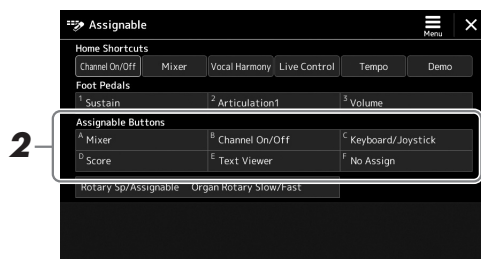 Assignable
Menu
Home Shortcuts
Channel On/Off Mixer Vocal Harmony Live Control Tempo Demo
Foot Pedals
1 Sustain 2 Articulation1 3 Volume
Assignable Buttons
2
A Mixer B Channel On/Off C Keyboard/Joystick
D Score E Text Viewer F No Assign
Rotary Sp/Assignable Organ Rotary Slow/Fast